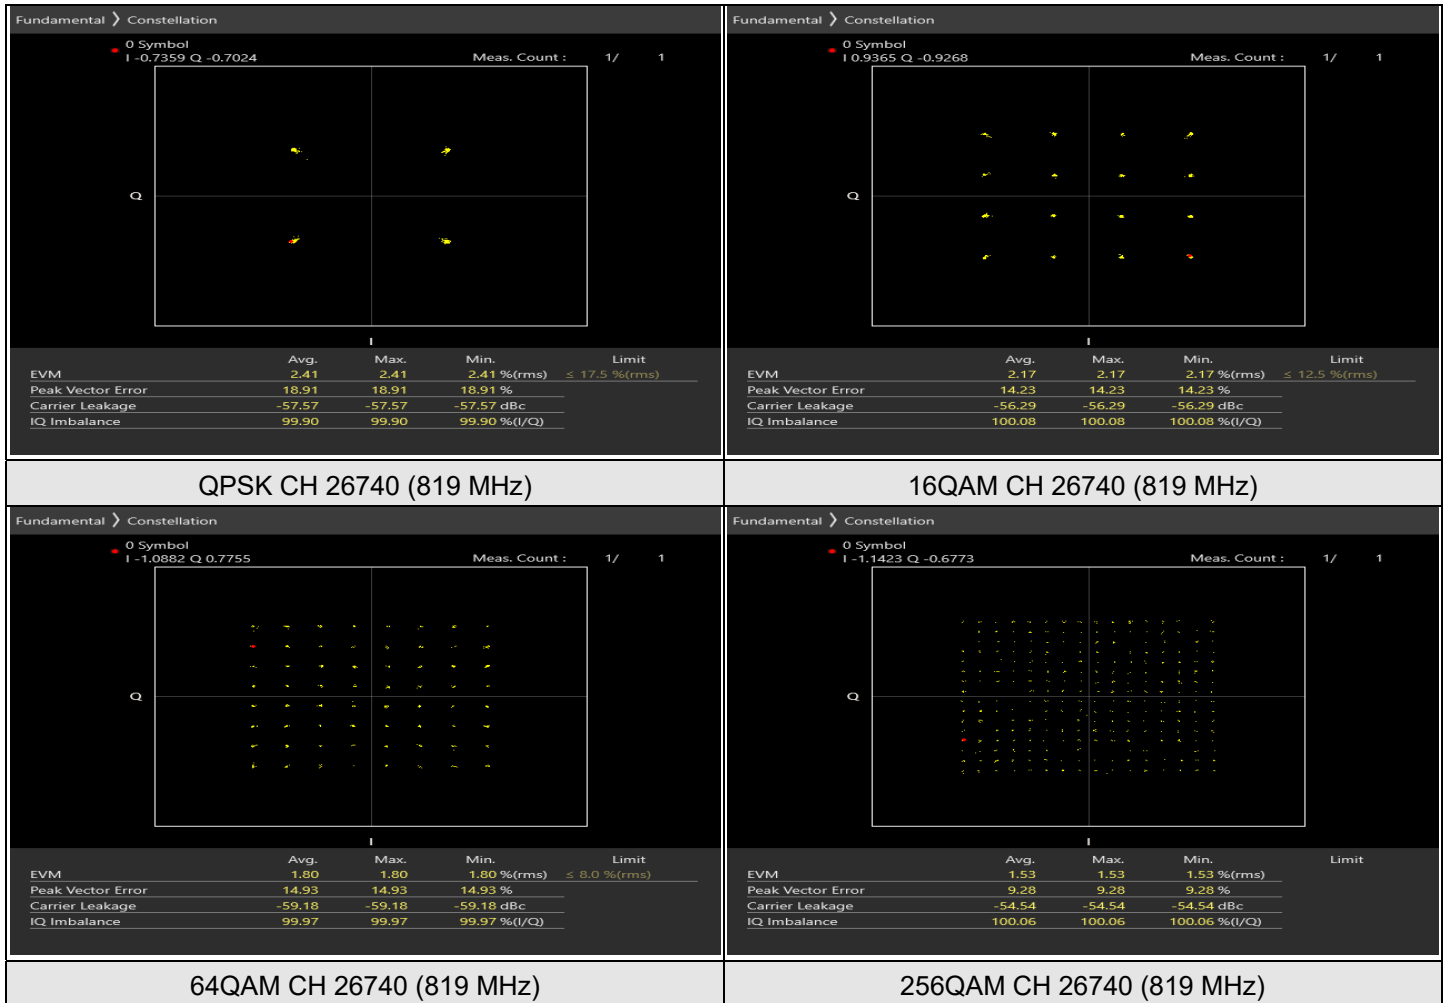 Fundamental ❯ Constellation
0 Symbol
I -0.7359 Q -0.7024 Meas. Count : 1/ 1
Q
I
Avg. Max. Min. Limit
EVM 2.41 2.41 2.41 %(rms) ≤ 17.5 %(rms)
Peak Vector Error 18.91 18.91 18.91 %
Carrier Leakage -57.57 -57.57 -57.57 dBc
IQ Imbalance 99.90 99.90 99.90 %(I/Q)
QPSK CH 26740 (819 MHz)
Fundamental ❯ Constellation
0 Symbol
I 0.9365 Q -0.9268 Meas. Count : 1/ 1
Q
I
Avg. Max. Min. Limit
EVM 2.17 2.17 2.17 %(rms) ≤ 12.5 %(rms)
Peak Vector Error 14.23 14.23 14.23 %
Carrier Leakage -56.29 -56.29 -56.29 dBc
IQ Imbalance 100.08 100.08 100.08 %(I/Q)
16QAM CH 26740 (819 MHz)
Fundamental ❯ Constellation
0 Symbol
I -1.0882 Q 0.7755 Meas. Count : 1/ 1
Q
I
Avg. Max. Min. Limit
EVM 1.80 1.80 1.80 %(rms) ≤ 8.0 %(rms)
Peak Vector Error 14.93 14.93 14.93 %
Carrier Leakage -59.18 -59.18 -59.18 dBc
IQ Imbalance 99.97 99.97 99.97 %(I/Q)
64QAM CH 26740 (819 MHz)
Fundamental ❯ Constellation
0 Symbol
I -1.1423 Q -0.6773 Meas. Count : 1/ 1
Q
I
Avg. Max. Min. Limit
EVM 1.53 1.53 1.53 %(rms)
Peak Vector Error 9.28 9.28 9.28 %
Carrier Leakage -54.54 -54.54 -54.54 dBc
IQ Imbalance 100.06 100.06 100.06 %(I/Q)
256QAM CH 26740 (819 MHz)